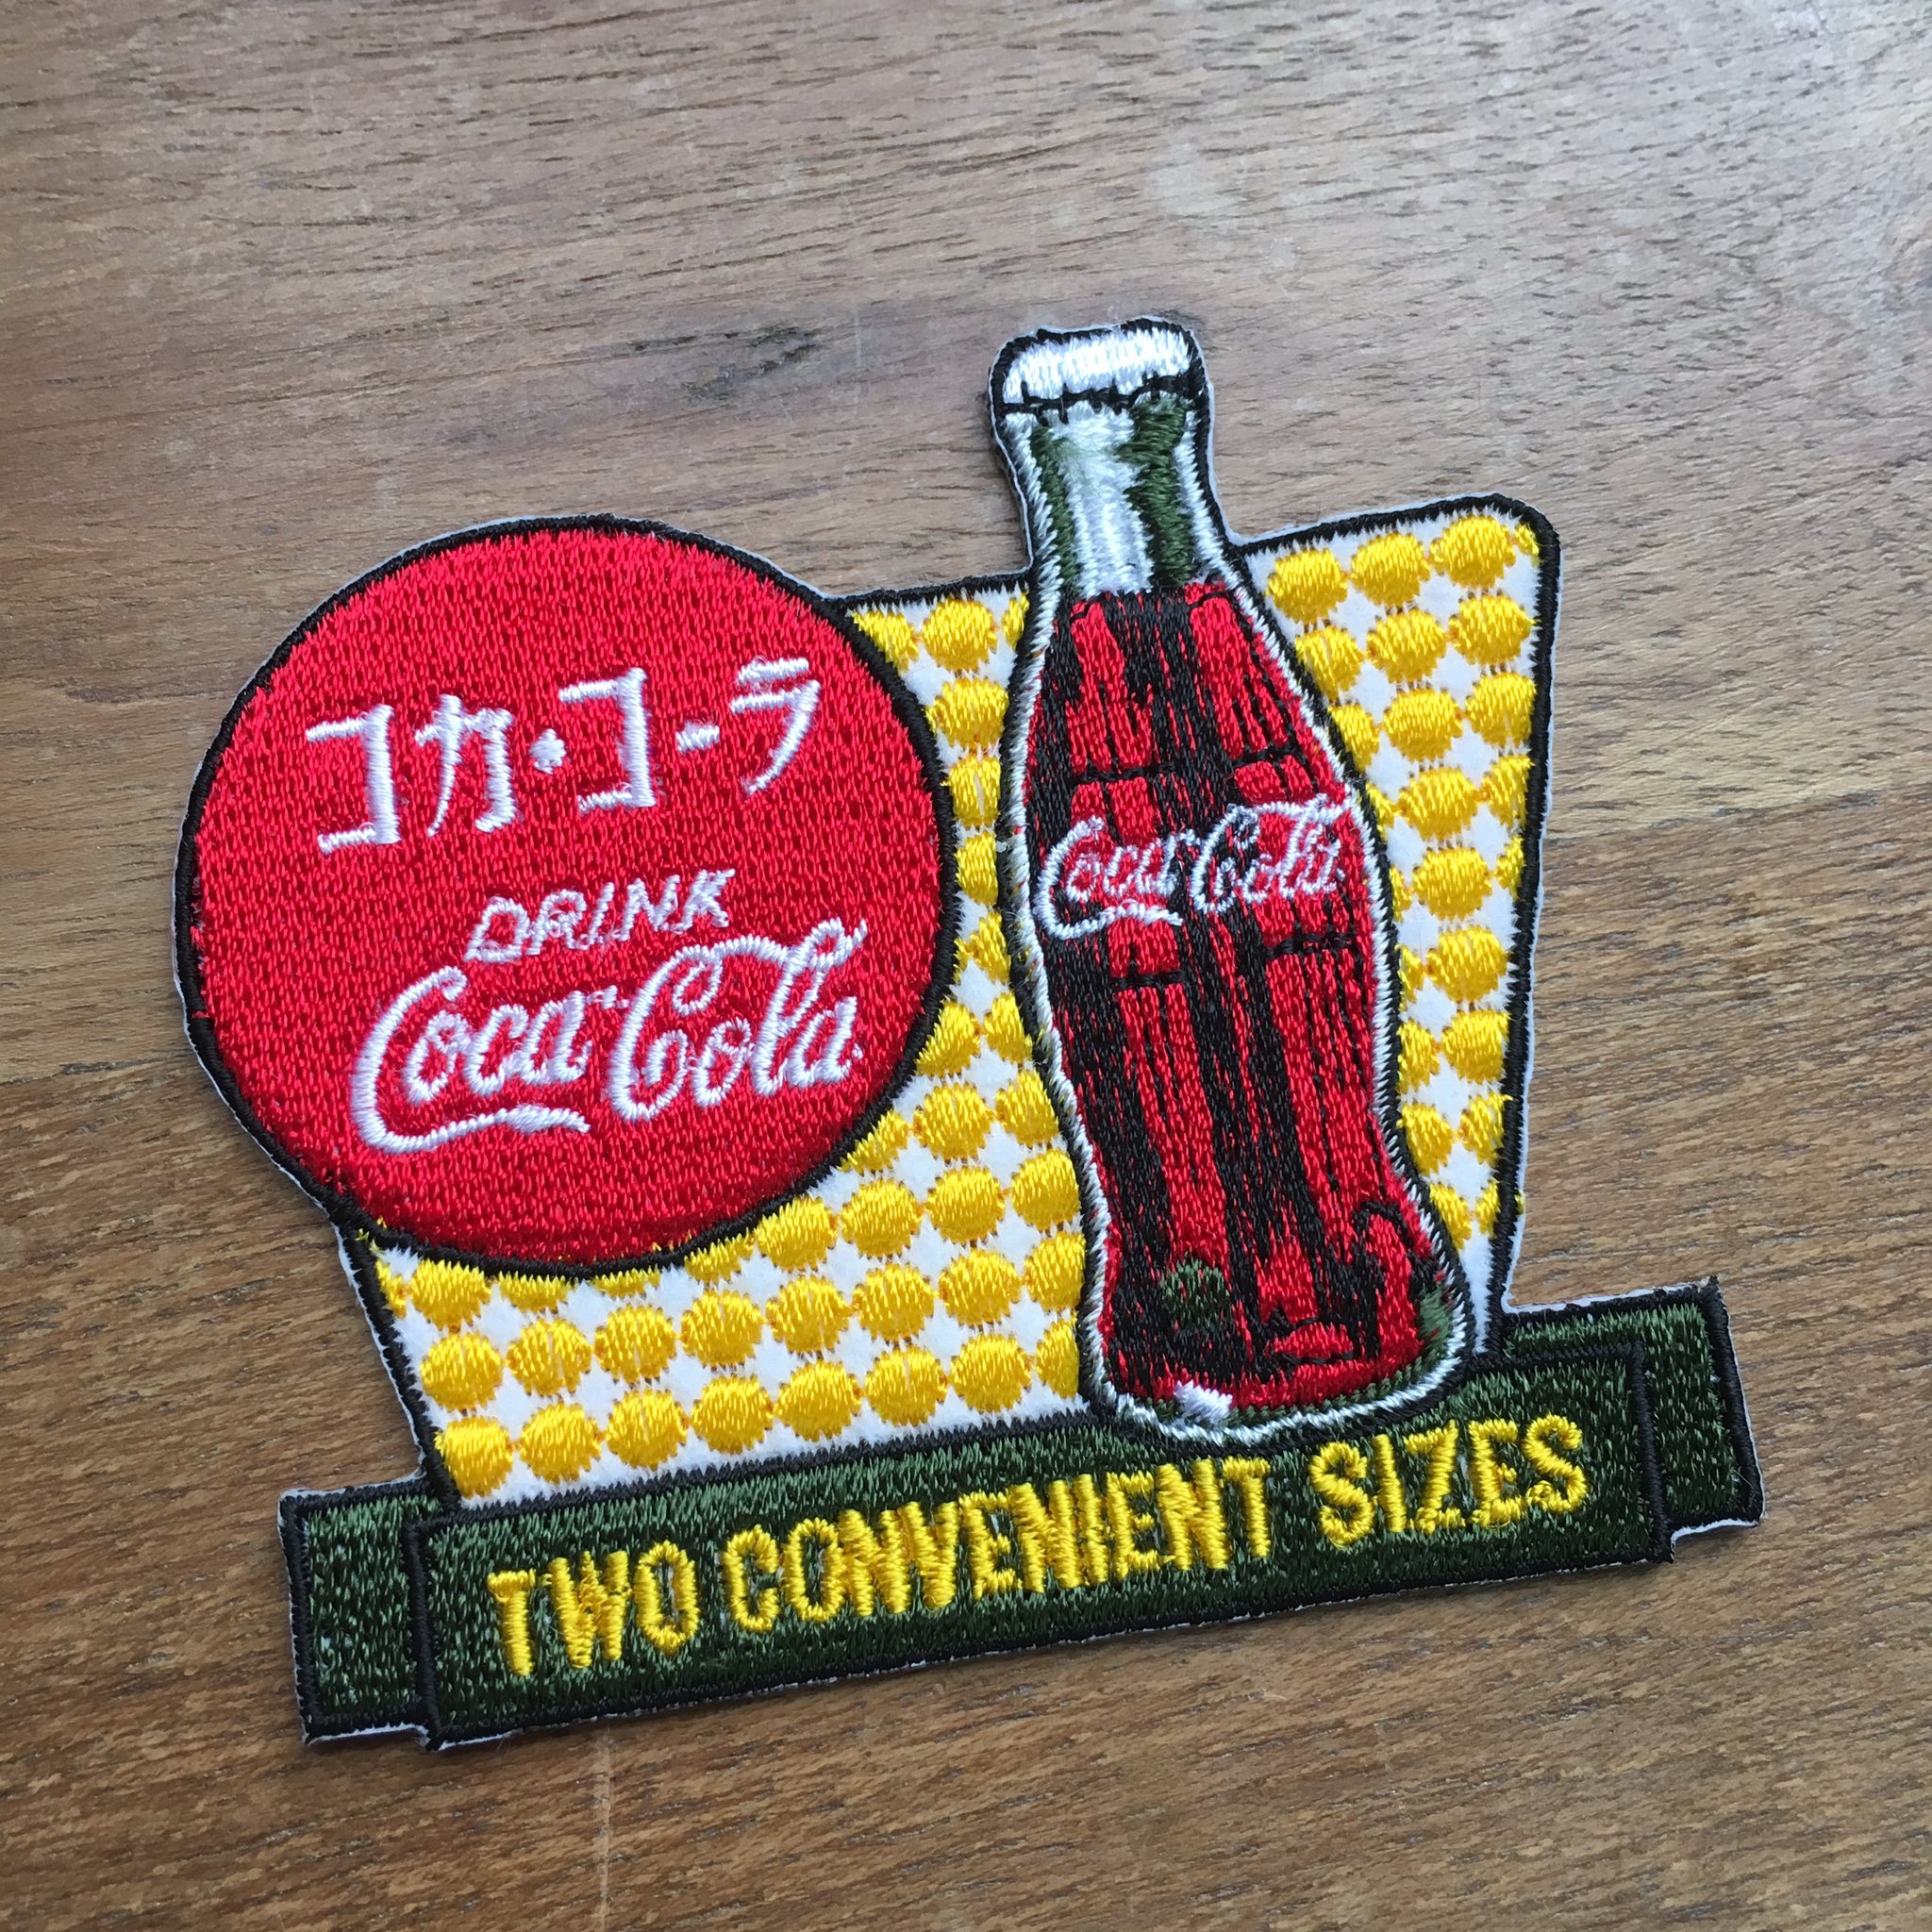 コカ・コーラ
DRINK
Coca-Cola
Coca-Cola
TWO CONVENIENT SIZES